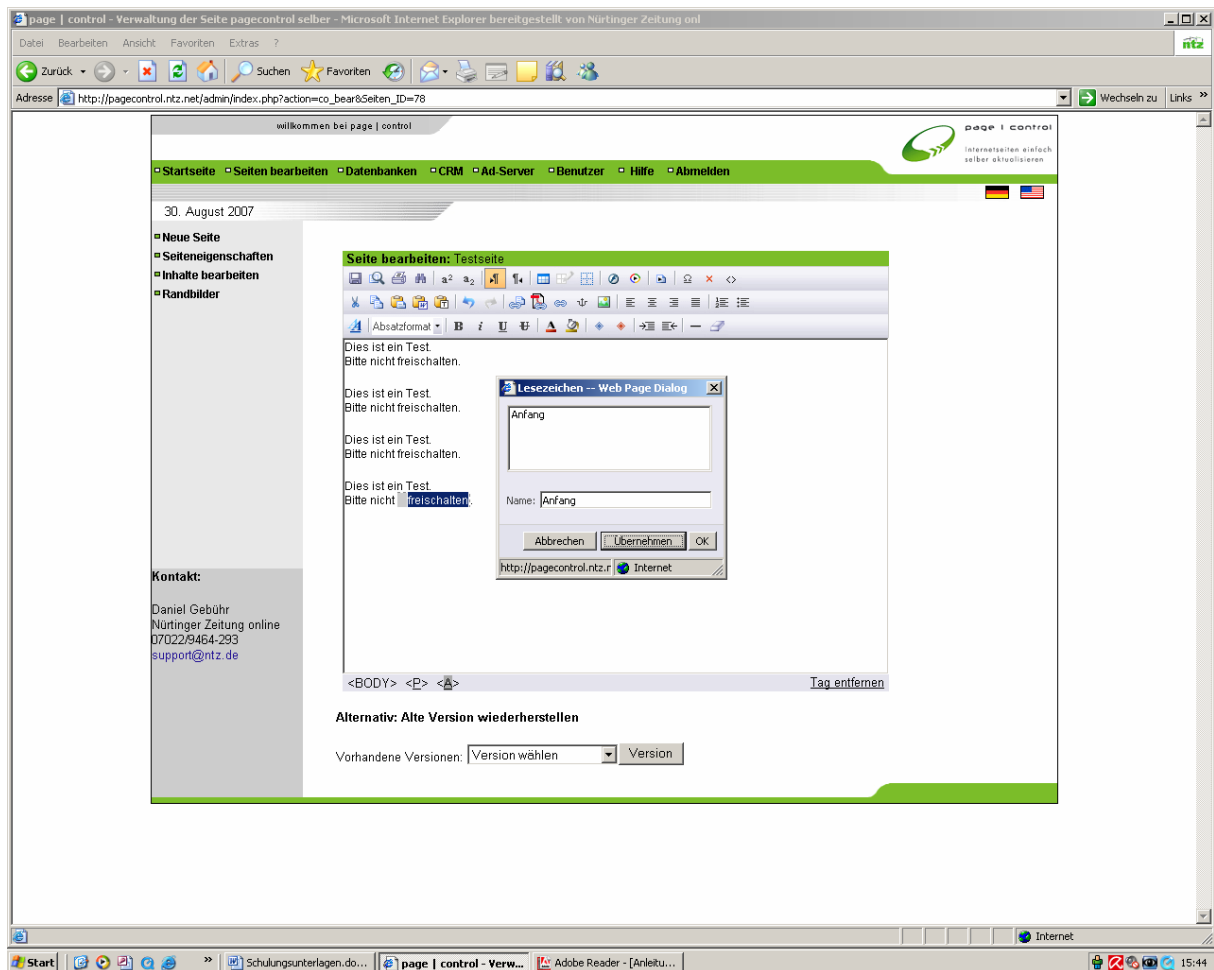 page | control - Verwaltung der Seite pagecontrol selber - Microsoft Internet Explorer bereitgestellt von Nürtinger Zeitung onl
Datei Bearbeiten Ansicht Favoriten Extras ?
ntz
Zurück Suchen Favoriten
Adresse http://pagecontrol.ntz.net/admin/index.php?action=co_bear&Seiten_ID=78 Wechseln zu Links »
willkommen bei page | control
page | control
Internetseiten einfach
selber aktualisieren
Startseite Seiten bearbeiten Datenbanken CRM Ad-Server Benutzer Hilfe Abmelden
30. August 2007
Neue Seite
Seiteneigenschaften
Inhalte bearbeiten
Randbilder
Seite bearbeiten: Testseite
Absatzformat B i U
Dies ist ein Test.
Bitte nicht freischalten.
Dies ist ein Test.
Bitte nicht freischalten.
Dies ist ein Test.
Bitte nicht freischalten.
Dies ist ein Test.
Bitte nicht freischalten.
Lesezeichen -- Web Page Dialog
Anfang
Name: Anfang
Abbrechen Übernehmen OK
http://pagecontrol.ntz.r Internet
Kontakt:
Daniel Gebühr
Nürtinger Zeitung online
07022/9464-293
support@ntz.de
<BODY> <P> <A> Tag entfernen
Alternativ: Alte Version wiederherstellen
Vorhandene Versionen: Version wählen Version
Internet
Start » Schulungsunterlagen.do... page | control - Verw... Adobe Reader - [Anleitu... 15:44